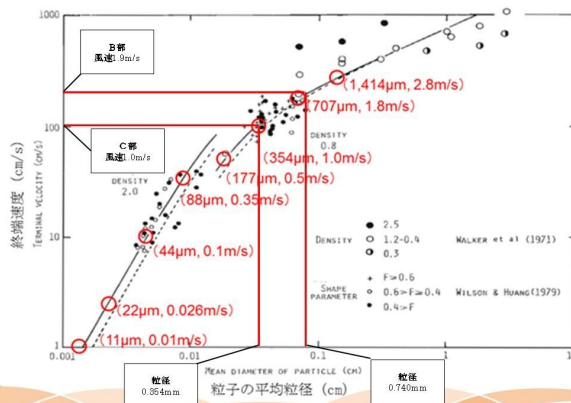 1000
B部
風速1.9m/s
C部
風速1.0m/s
100
10
1
終端速度 (cm/s)
TERMINAL VELOCITY (cm/s)
DENSITY
2.0
DENSITY
0.8
(1,414μm, 2.8m/s)
(707μm, 1.8m/s)
(354μm, 1.0m/s)
(177μm, 0.5m/s)
(88μm, 0.35m/s)
(44μm, 0.1m/s)
(22μm, 0.026m/s)
(11μm, 0.01m/s)
DENSITY
2.5
1.2-0.4
0.3
WALKER et al (1971)
SHAPE
PARAMETER
F≥0.6
0.6>F≥0.4
0.4>F
WILSON & HUANG(1979)
0.001
0.01
0.1
1
MEAN DIAMETER OF PARTICLE (CM)
粒子の平均粒径 (cm)
粒径
0.354mm
粒径
0.740mm